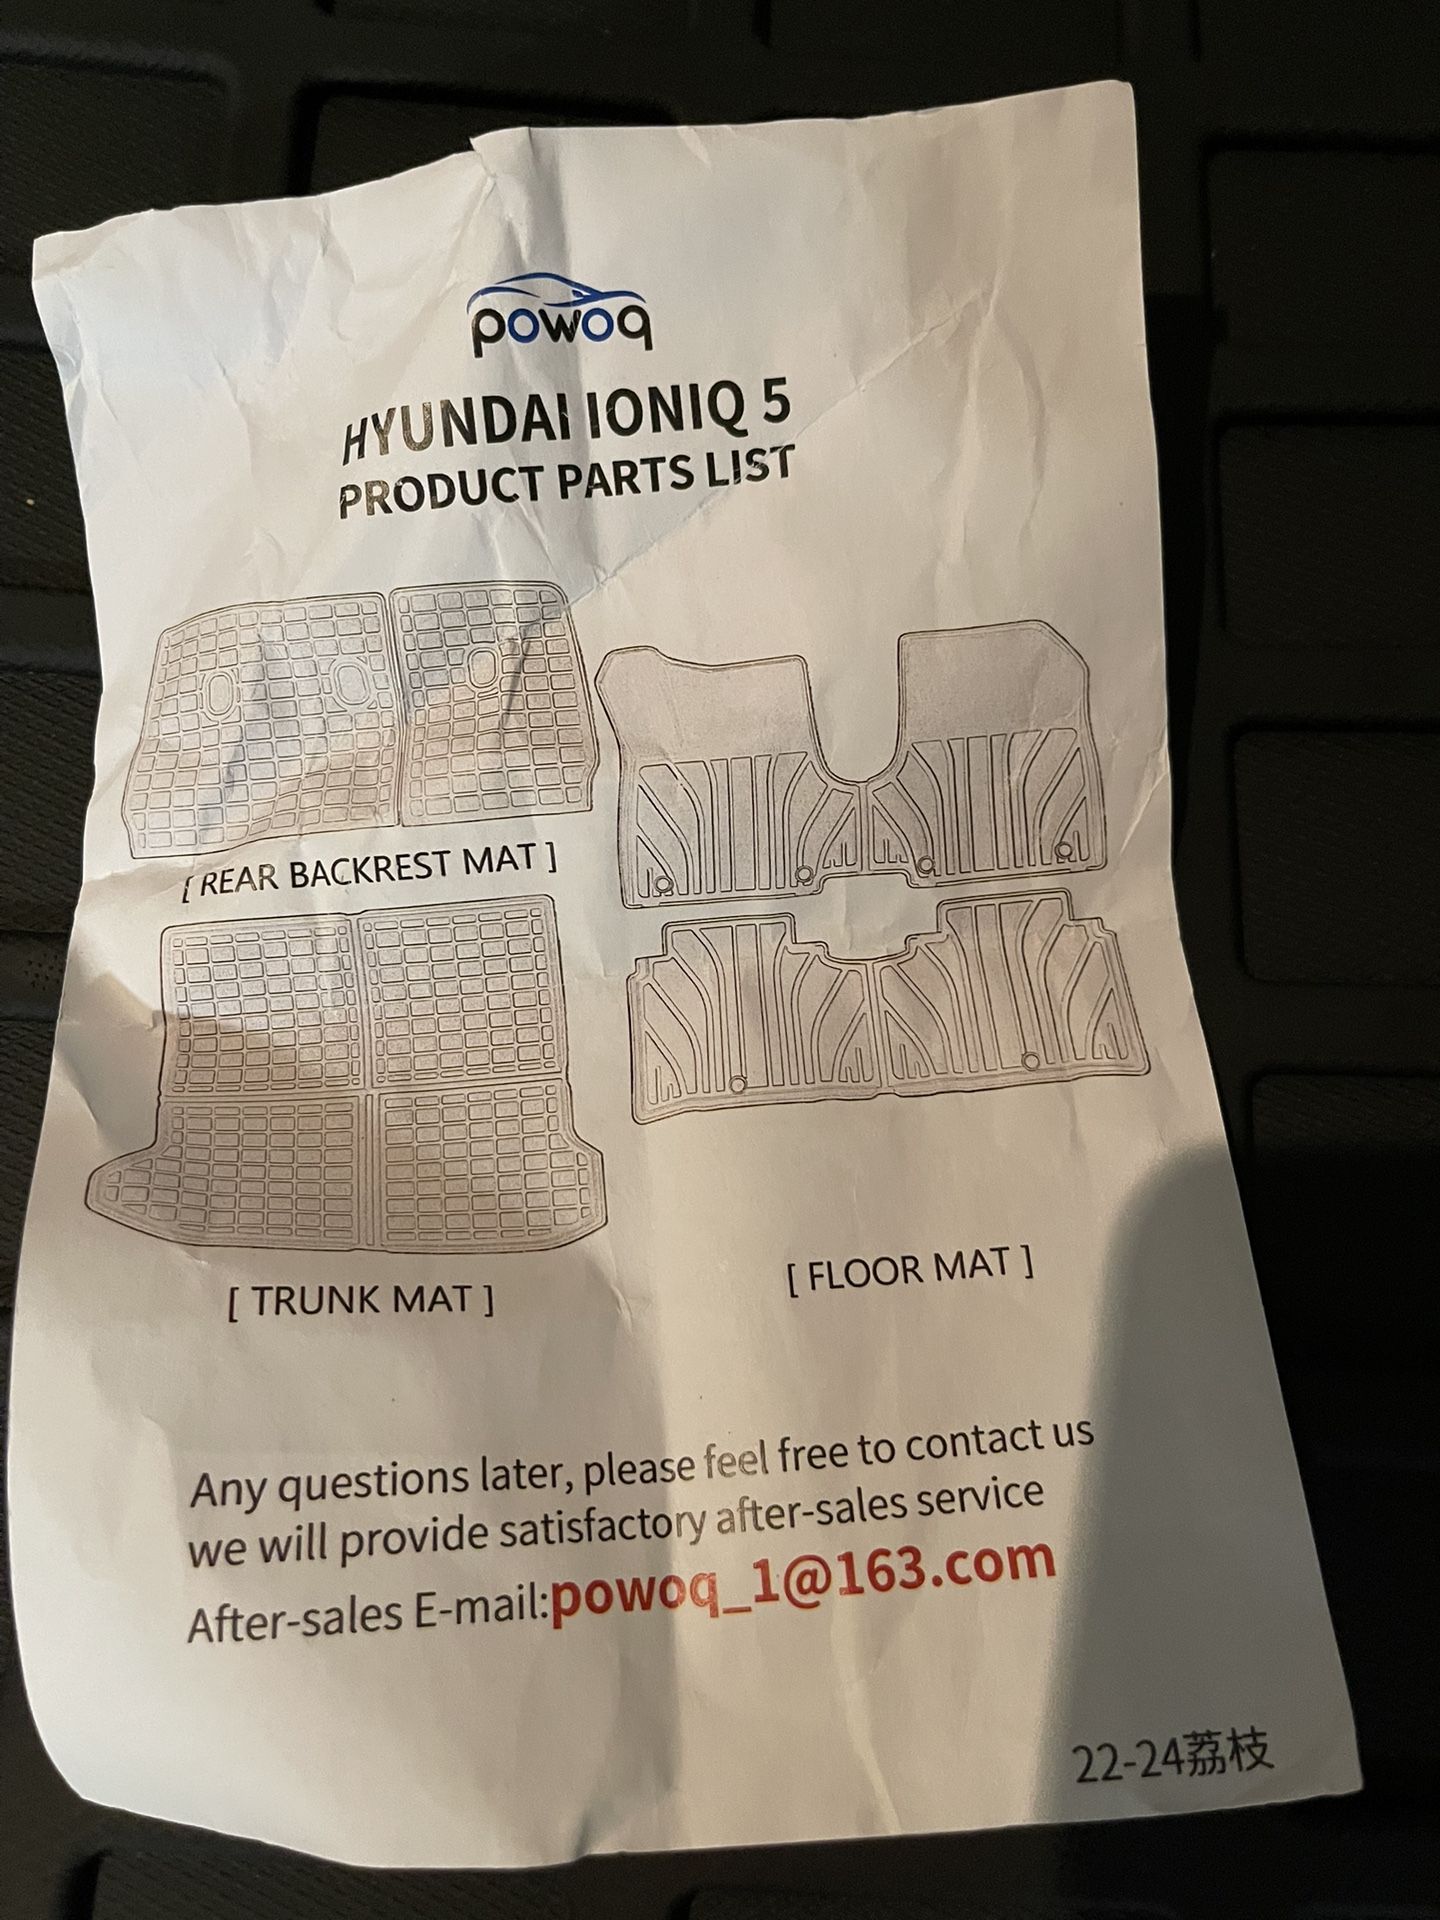 powoq
HYUNDAI IONIQ 5
PRODUCT PARTS LIST
[ REAR BACKREST MAT ]
[ TRUNK MAT ]
[ FLOOR MAT ]
Any questions later, please feel free to contact us
we will provide satisfactory after-sales service
After-sales E-mail:powoq_1@163.com
22-24荔枝